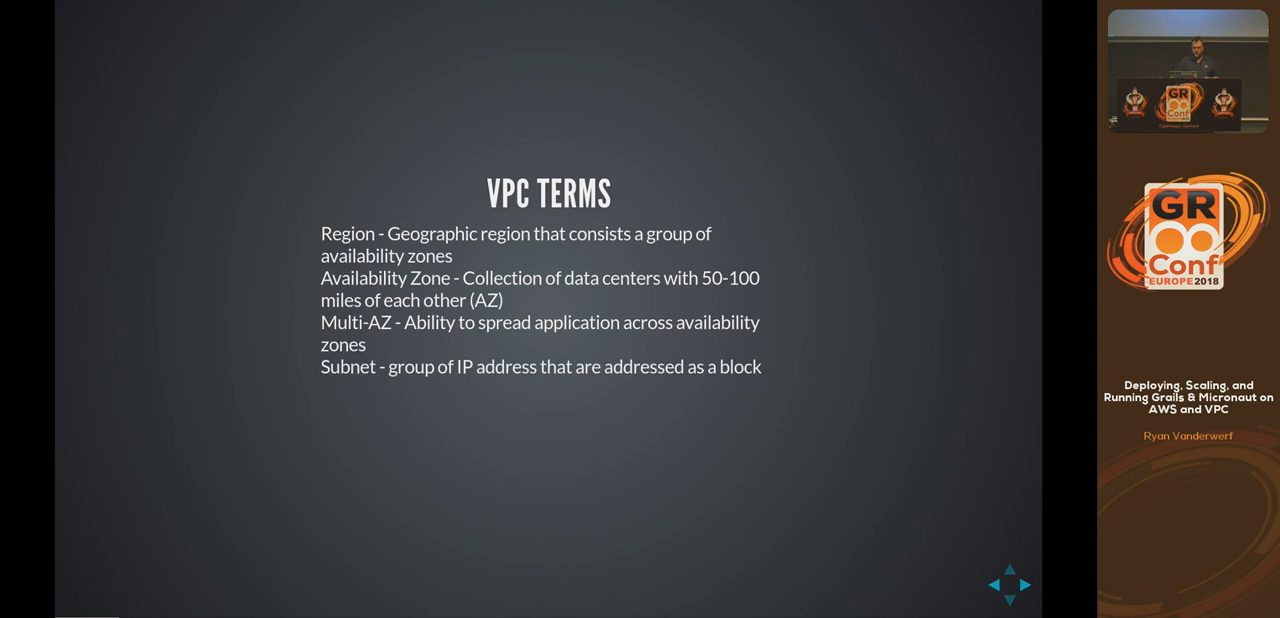 VPC TERMS
Region - Geographic region that consists a group of
availability zones
Availability Zone - Collection of data centers with 50-100
miles of each other (AZ)
Multi-AZ - Ability to spread application across availability
zones
Subnet - group of IP address that are addressed as a block
GR
Conf
GR
Conf
EUROPE2018
Deploying, Scaling, and
Running Grails & Micronaut on
AWS and VPC
Ryan Vanderwerf